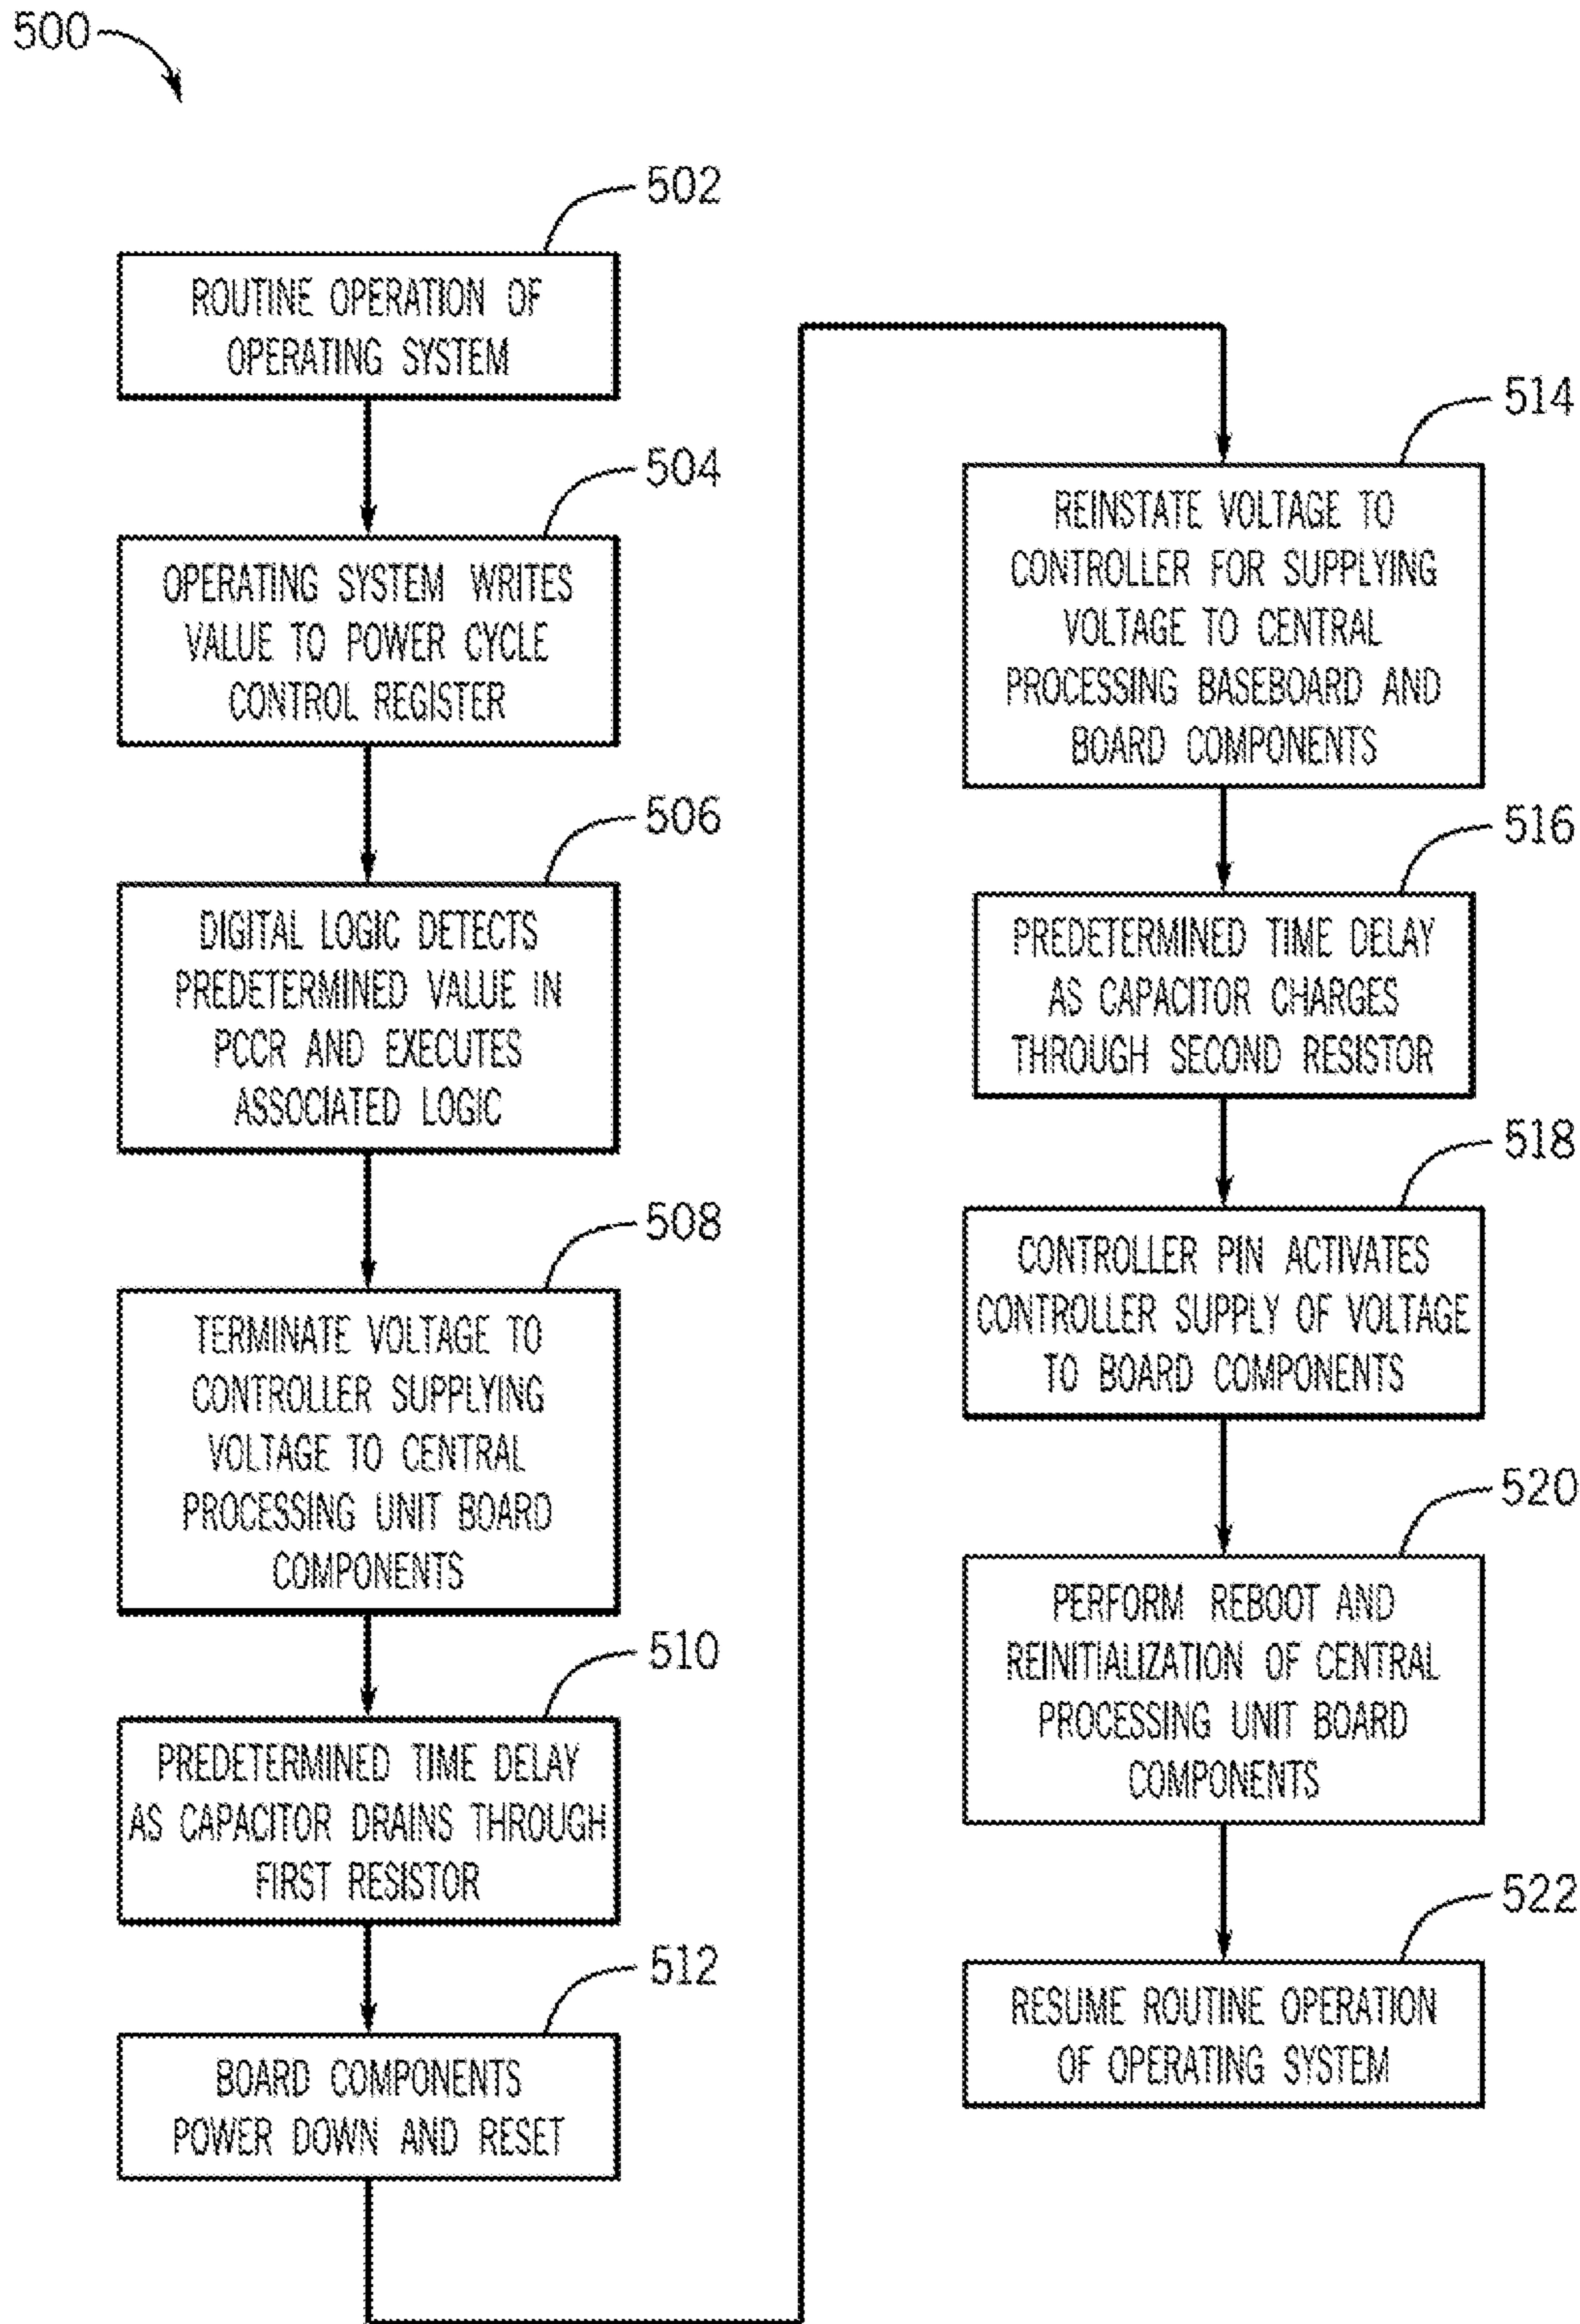 500
502
ROUTINE OPERATION OF
OPERATING SYSTEM
504
OPERATING SYSTEM WRITES
VALUE TO POWER CYCLE
CONTROL REGISTER
506
DIGITAL LOGIC DETECTS
PREDETERMINED VALUE IN
PCCR AND EXECUTES
ASSOCIATED LOGIC
508
TERMINATE VOLTAGE TO
CONTROLLER SUPPLYING
VOLTAGE TO CENTRAL
PROCESSING UNIT BOARD
COMPONENTS
510
PREDETERMINED TIME DELAY
AS CAPACITOR DRAINS THROUGH
FIRST RESISTOR
512
BOARD COMPONENTS
POWER DOWN AND RESET
514
REINSTATE VOLTAGE TO
CONTROLLER FOR SUPPLYING
VOLTAGE TO CENTRAL
PROCESSING BASEBOARD AND
BOARD COMPONENTS
516
PREDETERMINED TIME DELAY
AS CAPACITOR CHARGES
THROUGH SECOND RESISTOR
518
CONTROLLER PIN ACTIVATES
CONTROLLER SUPPLY OF VOLTAGE
TO BOARD COMPONENTS
520
PERFORM REBOOT AND
REINITIALIZATION OF CENTRAL
PROCESSING UNIT BOARD
COMPONENTS
522
RESUME ROUTINE OPERATION
OF OPERATING SYSTEM